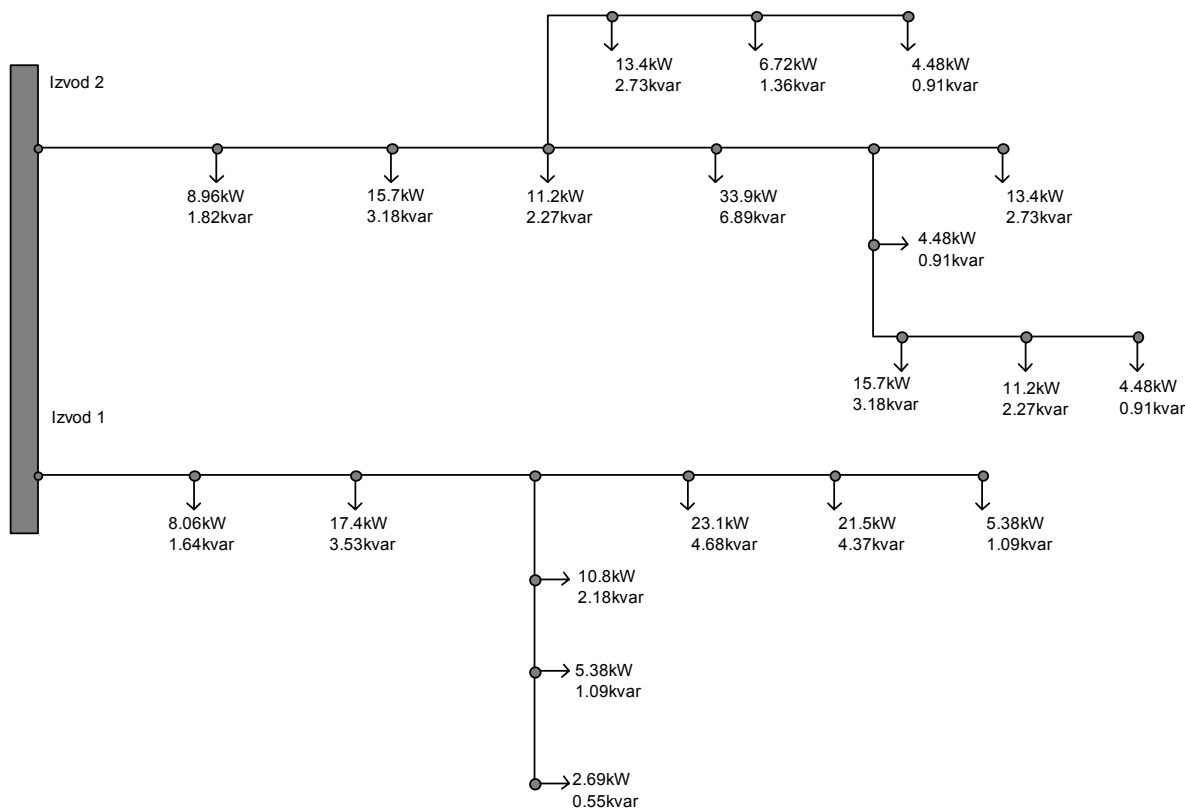 13.4kW
2.73kvar
6.72kW
1.36kvar
4.48kW
0.91kvar
Izvod 2
8.96kW
1.82kvar
15.7kW
3.18kvar
11.2kW
2.27kvar
33.9kW
6.89kvar
13.4kW
2.73kvar
4.48kW
0.91kvar
15.7kW
3.18kvar
11.2kW
2.27kvar
4.48kW
0.91kvar
Izvod 1
8.06kW
1.64kvar
17.4kW
3.53kvar
23.1kW
4.68kvar
21.5kW
4.37kvar
5.38kW
1.09kvar
10.8kW
2.18kvar
5.38kW
1.09kvar
2.69kW
0.55kvar